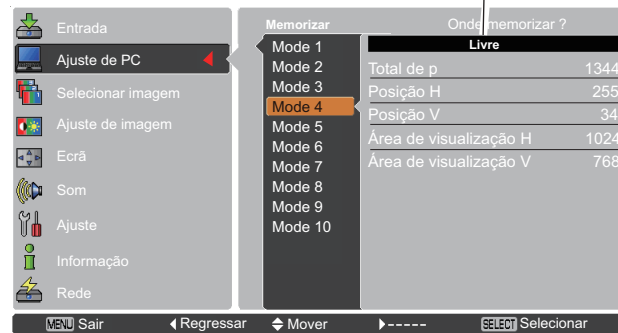 Entrada
Ajuste de PC
Selecionar imagem
Ajuste de imagem
Ecrã
Som
Ajuste
Informação
Rede
Memorizar
Mode 1
Mode 2
Mode 3
Mode 4
Mode 5
Mode 6
Mode 7
Mode 8
Mode 9
Mode 10
Onde memorizar ?
Livre
Total de p 1344
Posição H 255
Posição V 34
Área de visualização H 1024
Área de visualização V 768
MENU Sair Regressar Mover ----- SELECT Selecionar